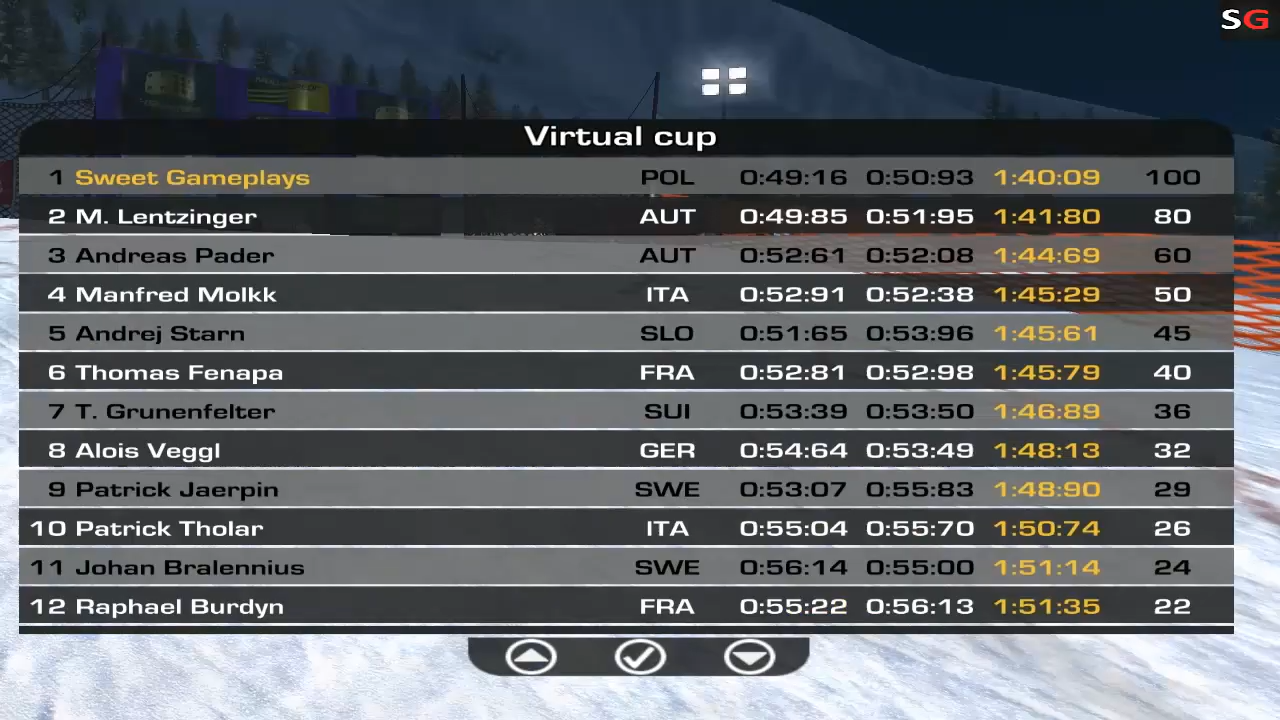 SG
Virtual cup
1 Sweet Gameplays POL 0:49:16 0:50:93 1:40:09 100
2 M. Lentzinger AUT 0:49:85 0:51:95 1:41:80 80
3 Andreas Pader AUT 0:52:61 0:52:08 1:44:69 60
4 Manfred Molkk ITA 0:52:91 0:52:38 1:45:29 50
5 Andrej Starn SLO 0:51:65 0:53:96 1:45:61 45
6 Thomas Fenapa FRA 0:52:81 0:52:98 1:45:79 40
7 T. Grunenfelter SUI 0:53:39 0:53:50 1:46:89 36
8 Alois Veggl GER 0:54:64 0:53:49 1:48:13 32
9 Patrick Jaerpin SWE 0:53:07 0:55:83 1:48:90 29
10 Patrick Tholar ITA 0:55:04 0:55:70 1:50:74 26
11 Johan Bralennius SWE 0:56:14 0:55:00 1:51:14 24
12 Raphael Burdyn FRA 0:55:22 0:56:13 1:51:35 22